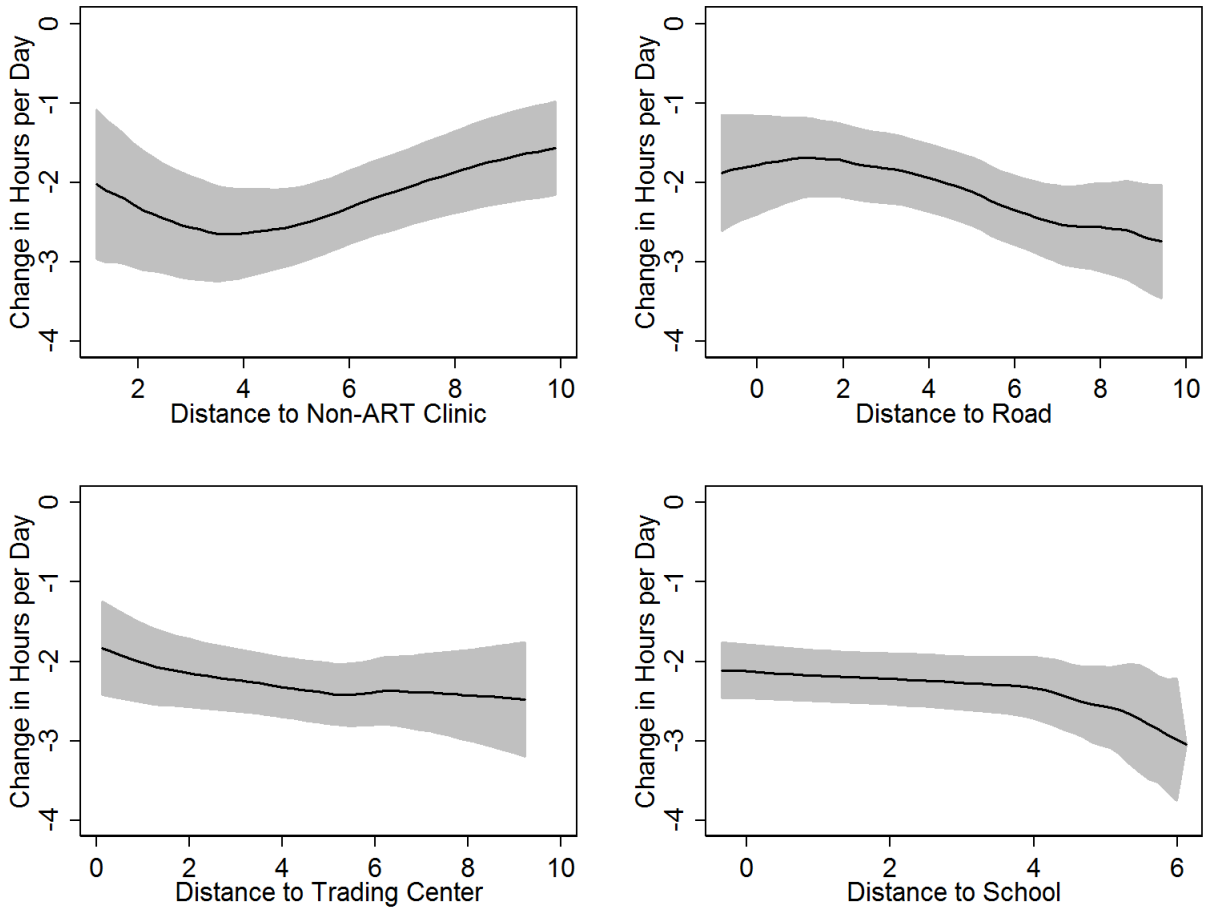 0
-1
-2
-3
-4
Change in Hours per Day
2 4 6 8 10
Distance to Non-ART Clinic
0
-1
-2
-3
-4
Change in Hours per Day
0 2 4 6 8 10
Distance to Road
0
-1
-2
-3
-4
Change in Hours per Day
0 2 4 6 8 10
Distance to Trading Center
0
-1
-2
-3
-4
Change in Hours per Day
0 2 4 6
Distance to School